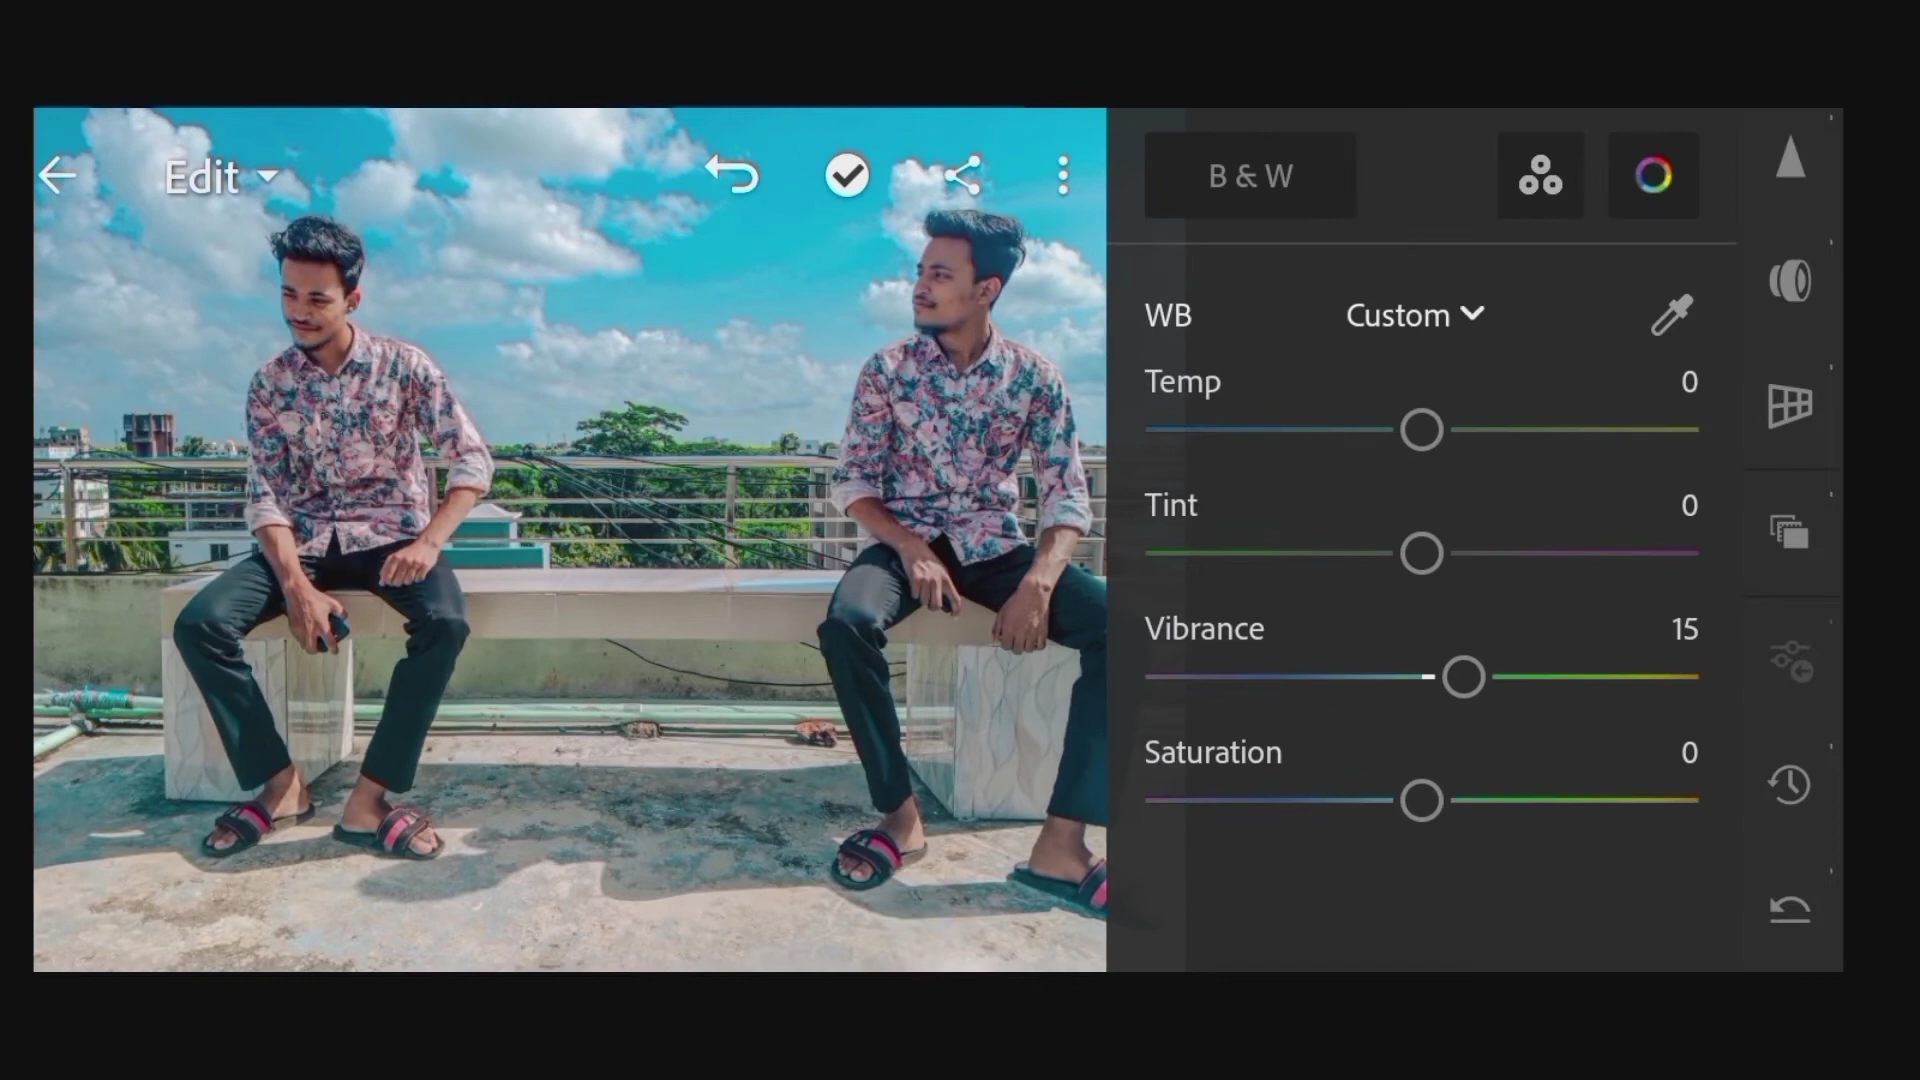 Edit
B & W
WB Custom
Temp 0
Tint 0
Vibrance 15
Saturation 0